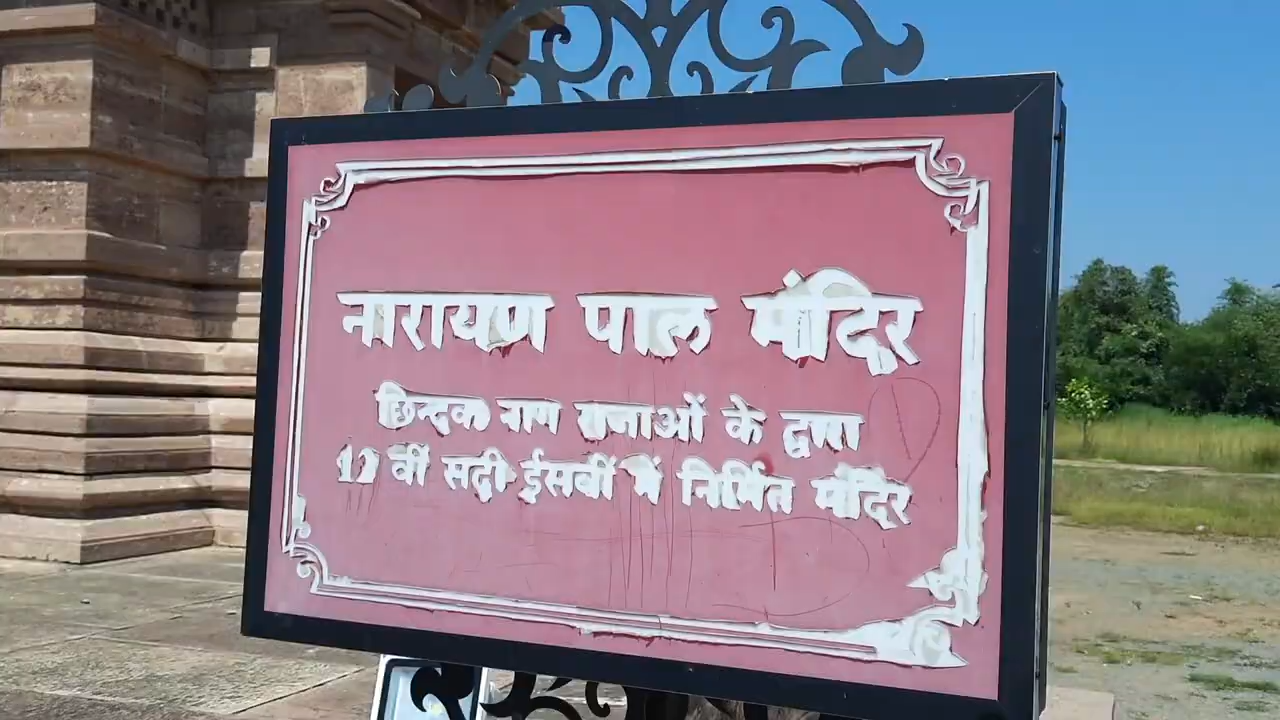 नारायण पाल मंदिर
छिन्दक नाग राजाओं के द्वारा
12 वीं सदी ईसवीं में निर्मित मंदिर